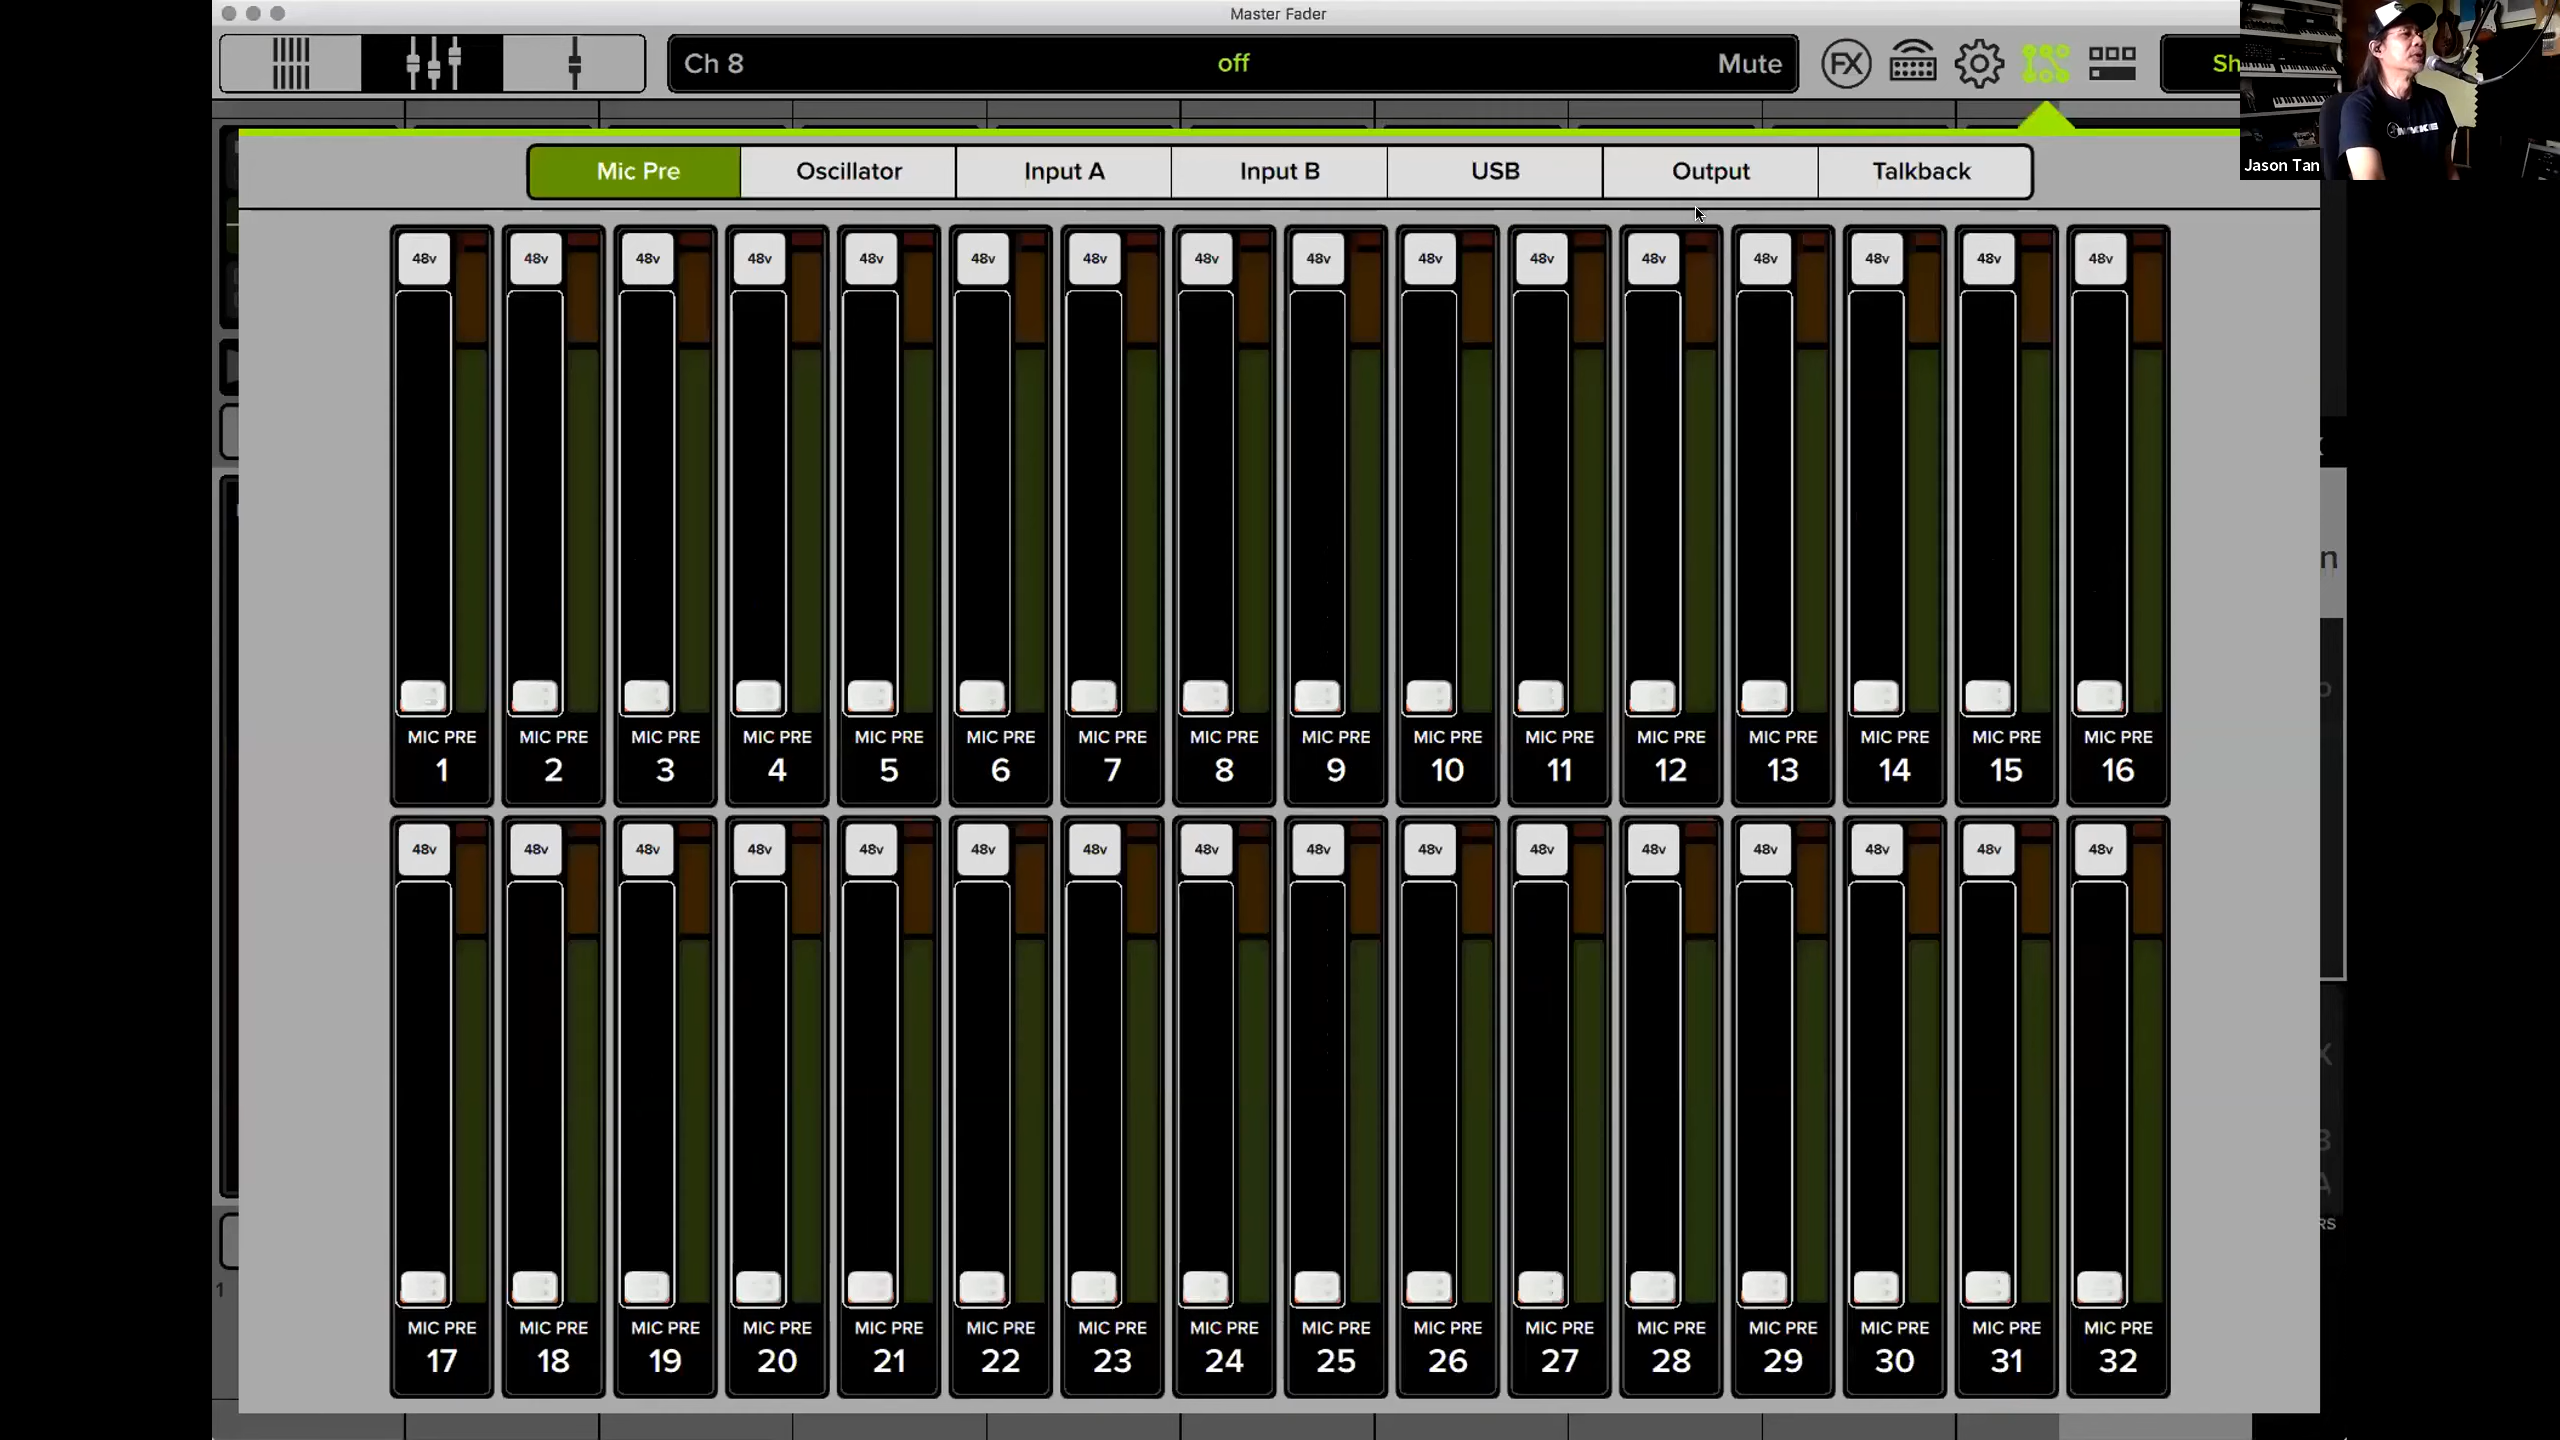 Master Fader
Ch 8 off Mute
FX
Sh
Jason Tan
Mic Pre Oscillator Input A Input B USB Output Talkback
48v 48v 48v 48v 48v 48v 48v 48v 48v 48v 48v 48v 48v 48v 48v 48v
MIC PRE MIC PRE MIC PRE MIC PRE MIC PRE MIC PRE MIC PRE MIC PRE MIC PRE MIC PRE MIC PRE MIC PRE MIC PRE MIC PRE MIC PRE MIC PRE
1 2 3 4 5 6 7 8 9 10 11 12 13 14 15 16
48v 48v 48v 48v 48v 48v 48v 48v 48v 48v 48v 48v 48v 48v 48v 48v
MIC PRE MIC PRE MIC PRE MIC PRE MIC PRE MIC PRE MIC PRE MIC PRE MIC PRE MIC PRE MIC PRE MIC PRE MIC PRE MIC PRE MIC PRE MIC PRE
17 18 19 20 21 22 23 24 25 26 27 28 29 30 31 32
n
RS
1